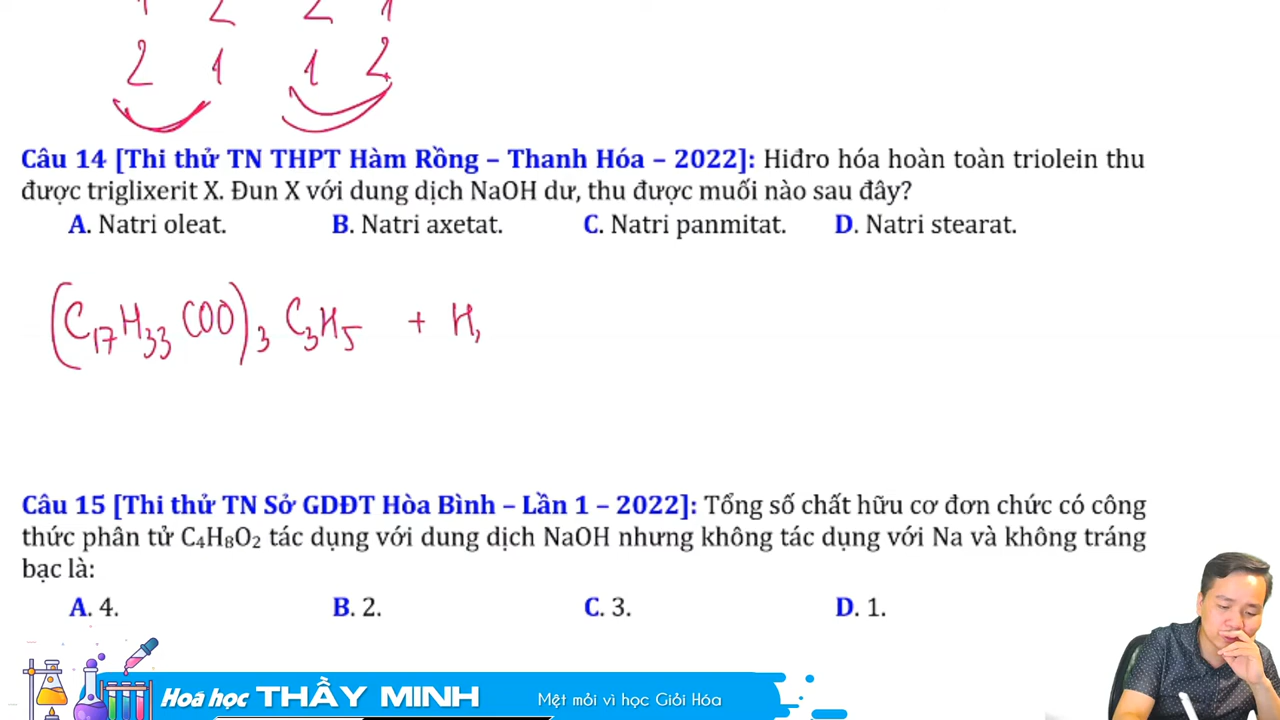 2 1 1 2
Câu 14 [Thi thử TN THPT Hàm Rồng – Thanh Hóa – 2022]: Hiđro hóa hoàn toàn triolein thu
được triglixerit X. Đun X với dung dịch NaOH dư, thu được muối nào sau đây?
A. Natri oleat. B. Natri axetat. C. Natri panmitat. D. Natri stearat.
(C17H33COO)3C3H5 + H
Câu 15 [Thi thử TN Sở GDĐT Hòa Bình – Lần 1 – 2022]: Tổng số chất hữu cơ đơn chức có công
thức phân tử C₄H₈O₂ tác dụng với dung dịch NaOH nhưng không tác dụng với Na và không tráng
bạc là:
A. 4. B. 2. C. 3. D. 1.
Hoá học THẦY MINH Mệt mỏi vì học Giỏi Hóa